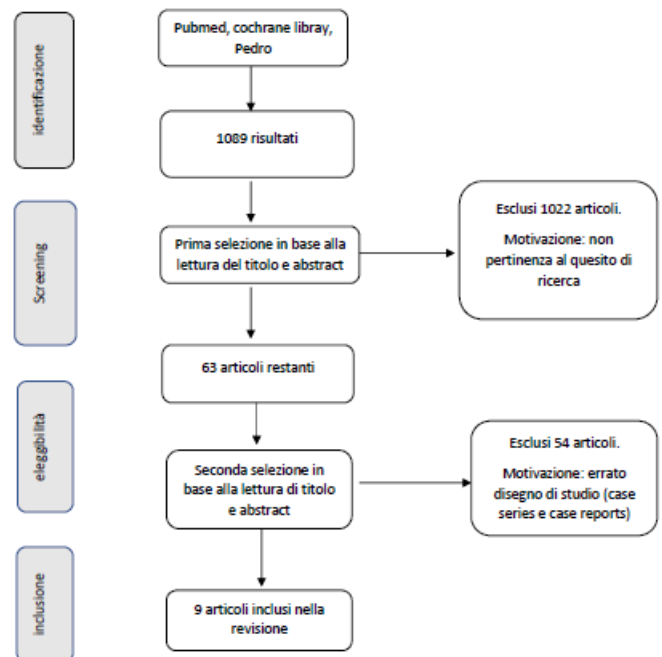 identificazione
Pubmed, cochrane libray,
Pedro
1089 risultati
Screening
Prima selezione in base alla
lettura del titolo e abstract
Esclusi 1022 articoli.
Motivazione: non
pertinenza al quesito di
ricerca
63 articoli restanti
eleggibilità
Seconda selezione in
base alla lettura di titolo
e abstract
Esclusi 54 articoli.
Motivazione: errato
disegno di studio (case
series e case reports)
inclusione
9 articoli inclusi nella
revisione